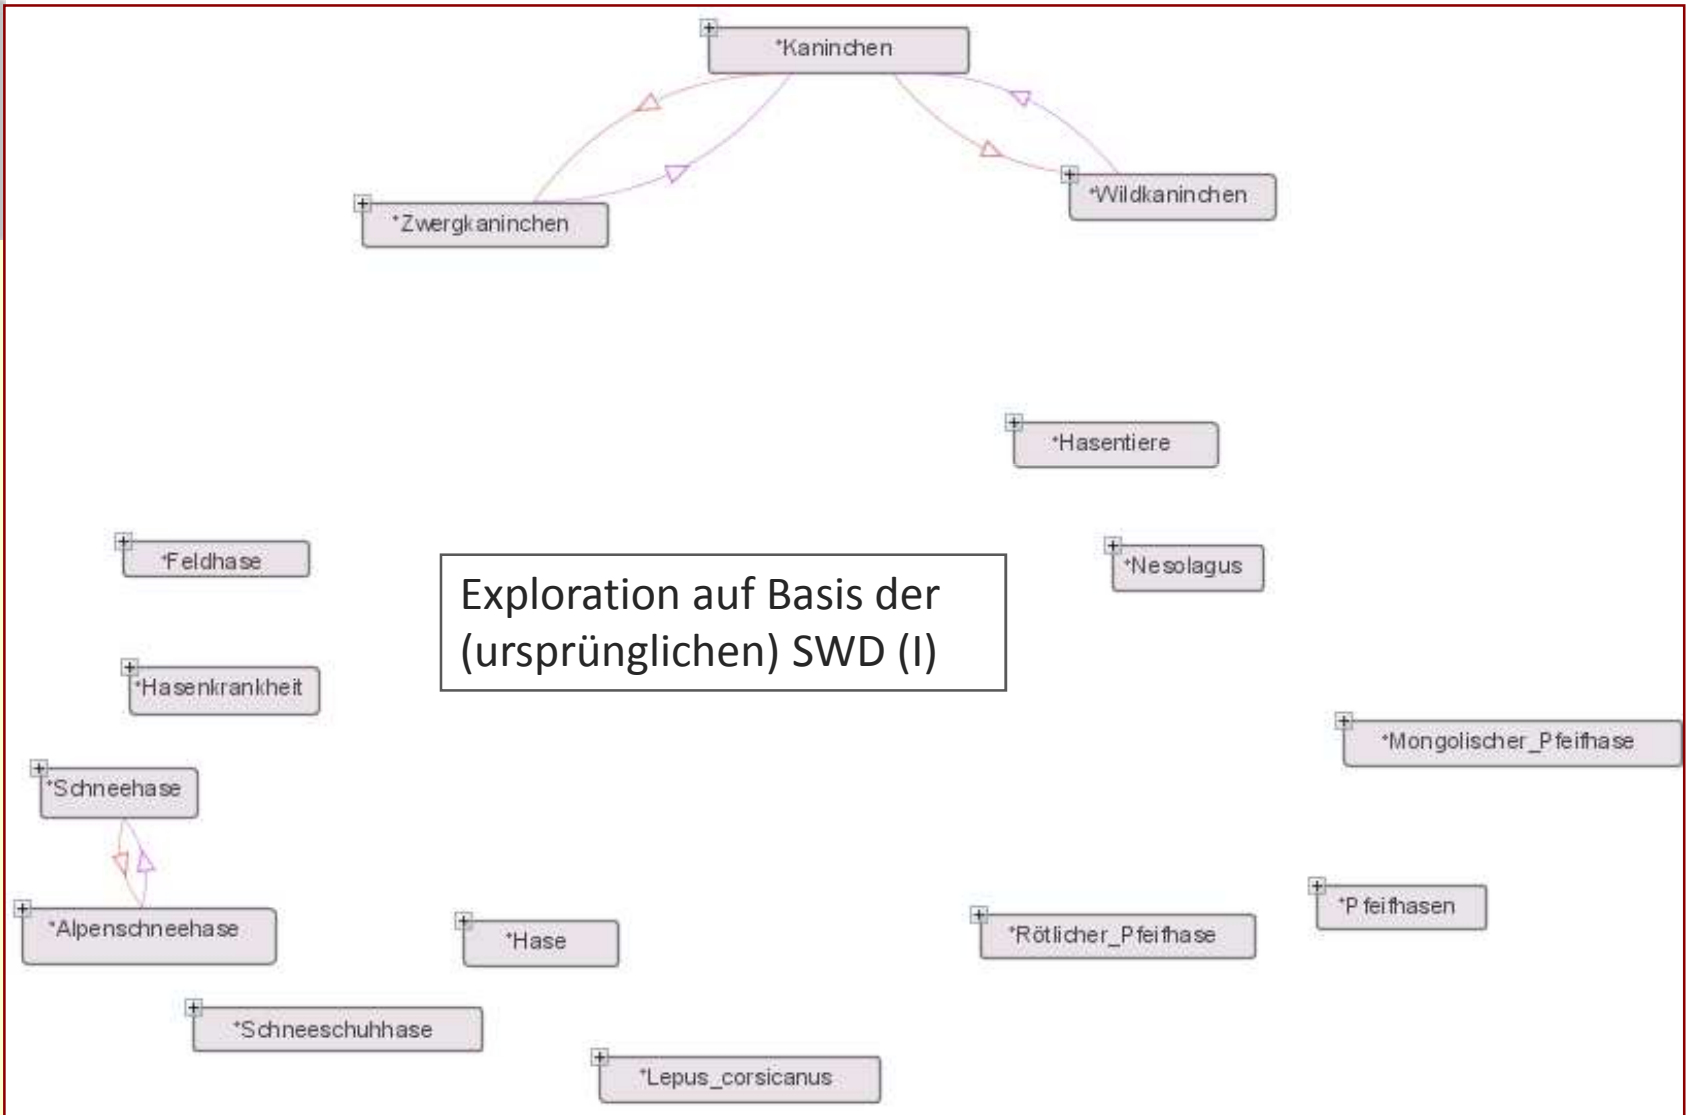 *Kaninchen
*Wildkaninchen
*Zwergkaninchen
*Hasentiere
*Feldhase
*Nesolagus
Exploration auf Basis der
(ursprünglichen) SWD (I)
*Hasenkrankheit
*Mongolischer_Pfeifhase
*Schneehase
*Pfeifhasen
*Alpenschneehase
*Hase
*Rötlicher_Pfeifhase
*Schneeschuhhase
*Lepus_corsicanus